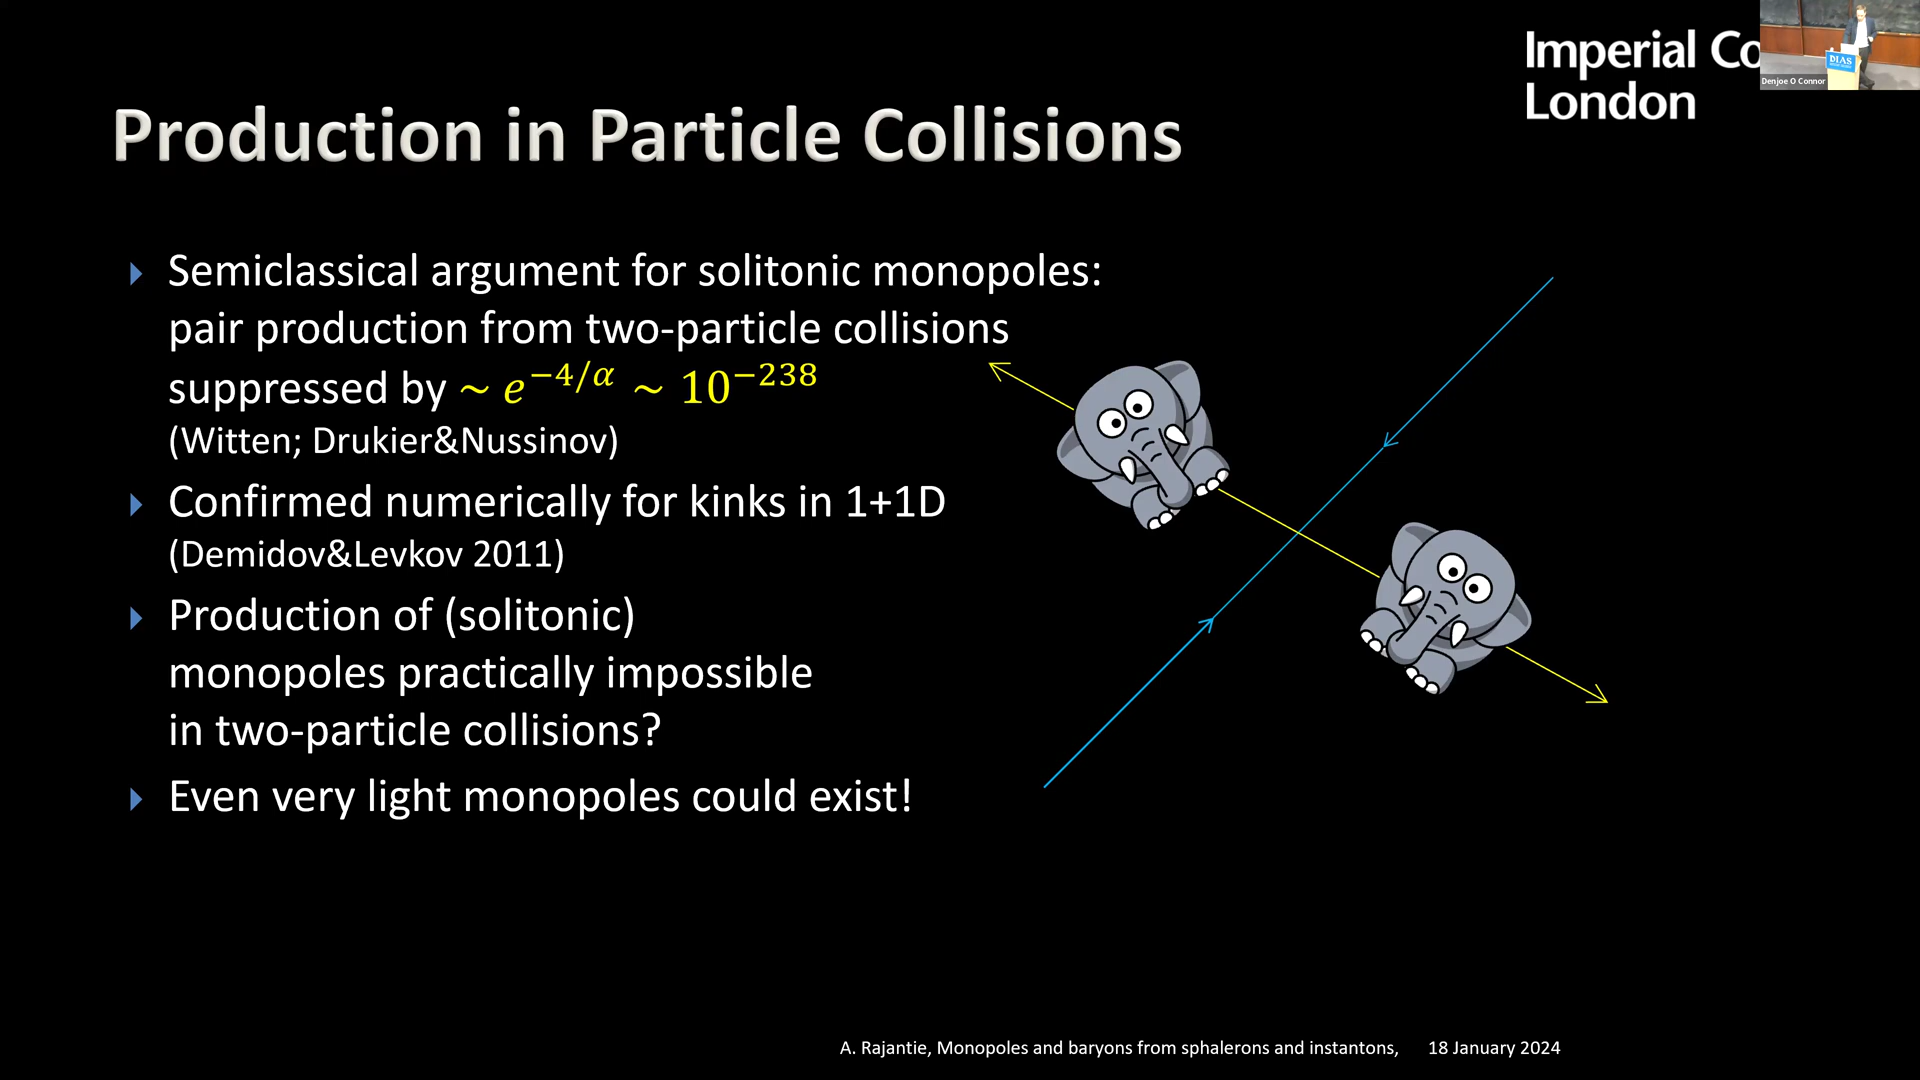 Imperial Co
London
DIAS
Denjoe O Connor
Production in Particle Collisions
Semiclassical argument for solitonic monopoles:
pair production from two-particle collisions
suppressed by ~ e^{−4/α} ~ 10^{−238}
(Witten; Drukier&Nussinov)
Confirmed numerically for kinks in 1+1D
(Demidov&Levkov 2011)
Production of (solitonic)
monopoles practically impossible
in two-particle collisions?
Even very light monopoles could exist!
A. Rajantie, Monopoles and baryons from sphalerons and instantons, 18 January 2024